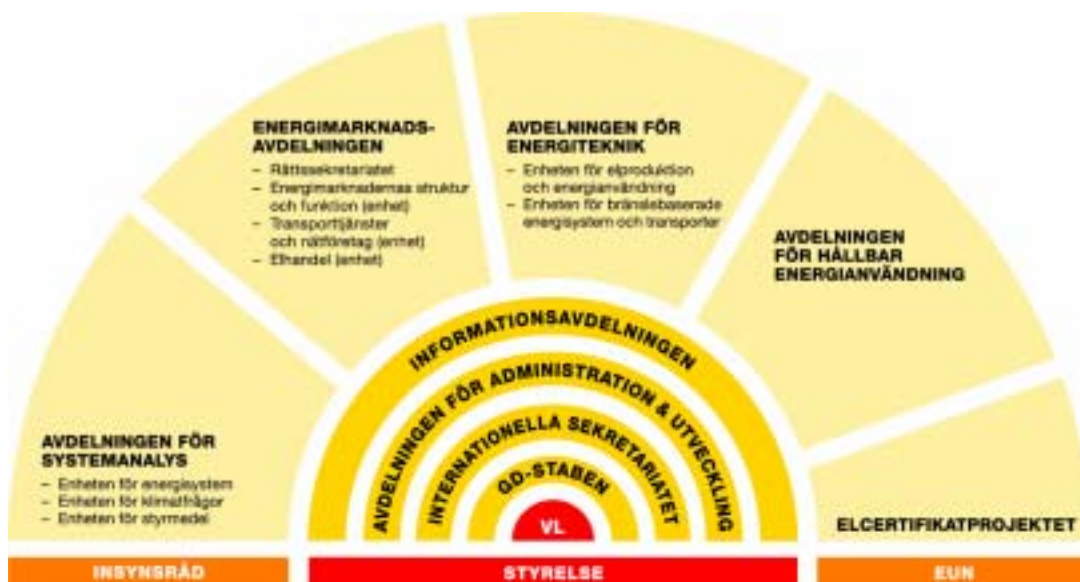 ENERGIMARKNADS-
AVDELNINGEN
– Rättssekretariatet
– Energimarknadernaa struktur
och funktion (enhet)
– Transporttjänster
och nätföretag (enhet)
– Elhandel (enhet)
AVDELNINGEN FÖR
ENERGITEKNIK
– Enheten för elproduktion
och energianvändning
– Enheten för bränslebaserade
energisystem och transporter
AVDELNINGEN
FÖR HÅLLBAR
ENERGIANVÄNDNING
AVDELNINGEN FÖR
SYSTEMANALYS
– Enheten för energisystem
– Enheten för klimatfrågor
– Enheten för styrmedel
INFORMATIONSAVDELNINGEN
AVDELNINGEN FÖR ADMINISTRATION & UTVECKLING
INTERNATIONELLA SEKRETARIATET
GD-STABEN
VL
ELCERTIFIKATPROJEKTET
INSYNSRÅD
STYRELSE
EUN